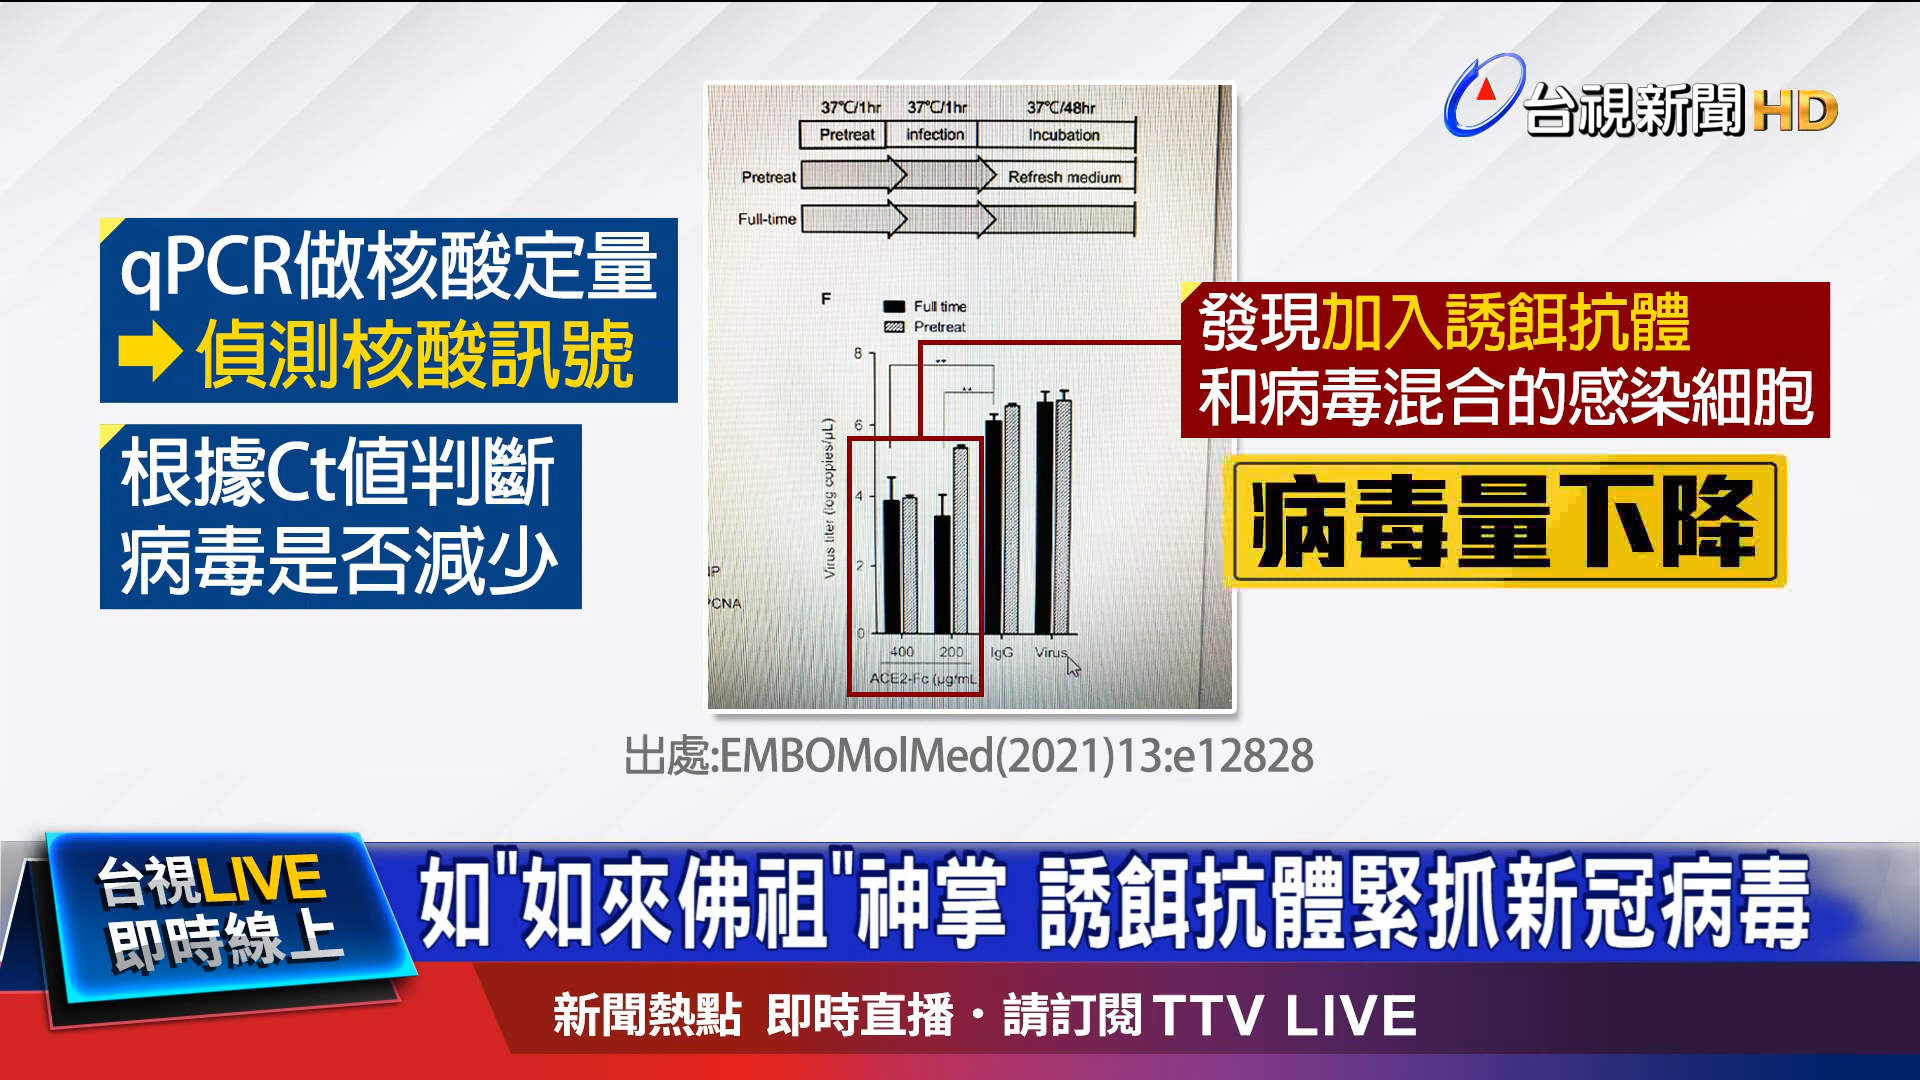 台視新聞HD
qPCR做核酸定量
偵測核酸訊號
根據Ct值判斷
病毒是否減少
37℃/1hr 37℃/1hr 37℃/48hr
Pretreat infection Incubation
Pretreat Refresh medium
Full-time
F
Full time
Pretreat
8
6
4
2
0
**
**
Virus titer (log copies/μL)
400 200 IgG Virus
ACE2-Fc (μg/mL
PCNA
發現加入誘餌抗體
和病毒混合的感染細胞
病毒量下降
出處:EMBOMolMed(2021)13:e12828
台視LIVE
即時線上
如"如來佛祖"神掌 誘餌抗體緊抓新冠病毒
新聞熱點 即時直播・請訂閱TTV LIVE